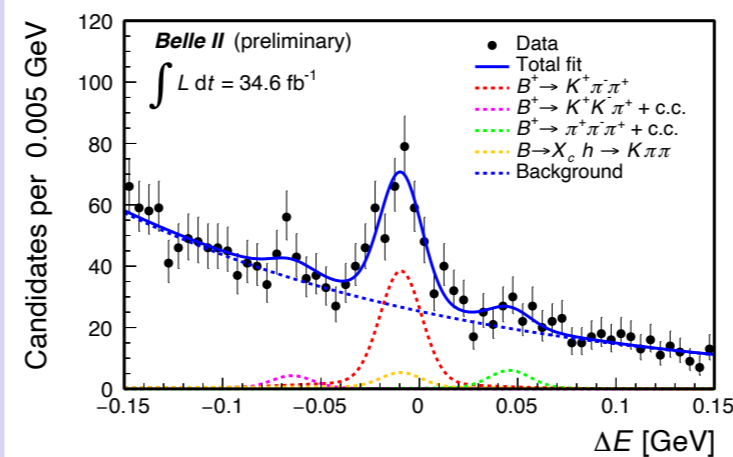 Belle II (preliminary)
∫ L dt = 34.6 fb⁻¹
Data
Total fit
B⁺→ K⁺π⁻π⁺
B⁺→ K⁺K⁻π⁺ + c.c.
B⁺→ π⁺π⁻π⁺ + c.c.
B→X_c h → Kππ
Background
Candidates per 0.005 GeV
120
100
80
60
40
20
0
−0.15 −0.1 −0.05 0 0.05 0.1 0.15
ΔE [GeV]